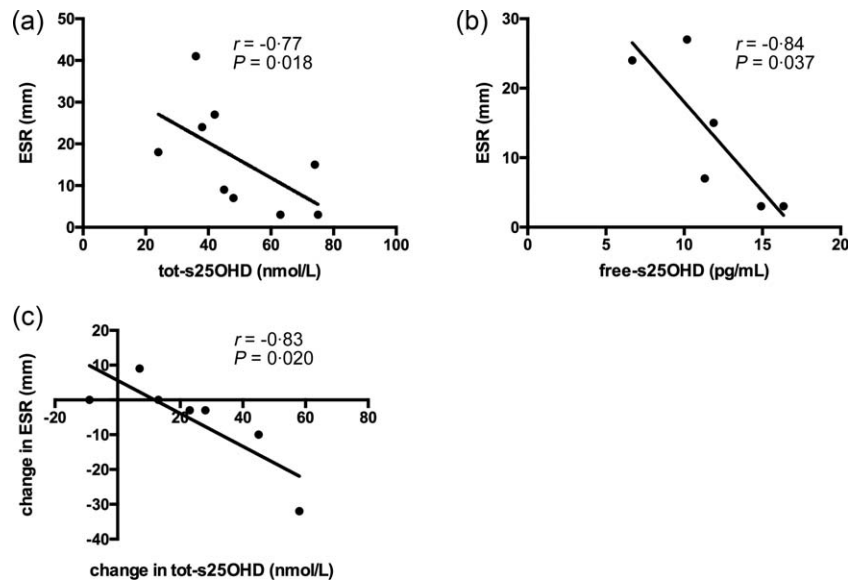 (a)
50
40
30
20
10
0
ESR (mm)
r = -0·77
P = 0·018
0 20 40 60 80 100
tot-s25OHD (nmol/L)
(b)
30
20
10
0
ESR (mm)
r = -0·84
P = 0·037
0 5 10 15 20
free-s25OHD (pg/mL)
(c)
20
10
-10
-20
-30
-40
change in ESR (mm)
r = -0·83
P = 0·020
-20 20 40 60 80
change in tot-s25OHD (nmol/L)